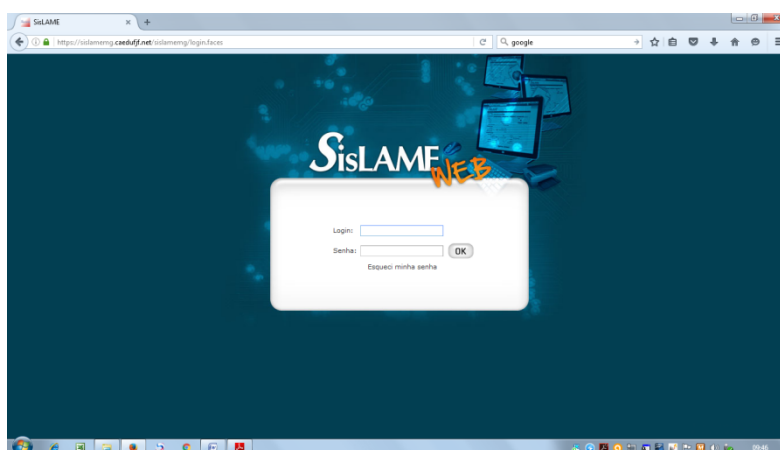 SisLAME
https://sislamemg.caedufjf.net/sislamemg/login.faces
google
SisLAME
WEB
Login:
Senha:
OK
Esqueci minha senha
09:46